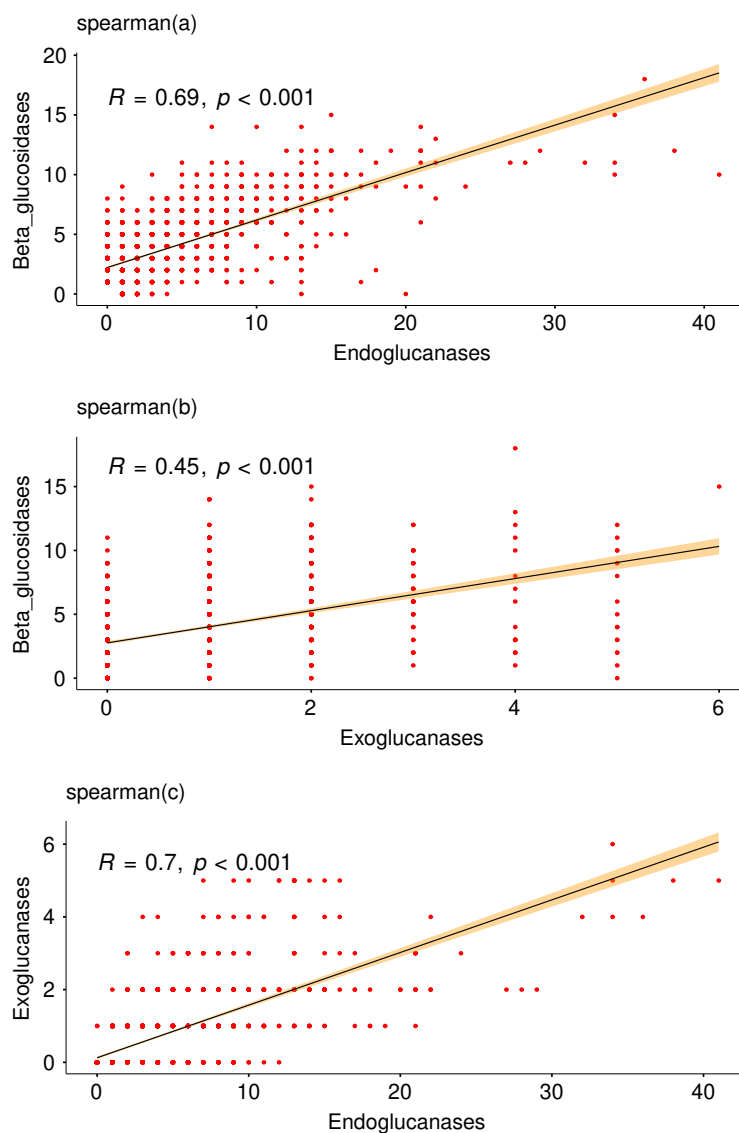 spearman(a)
20
R = 0.69, p < 0.001
15
10
5
0
Beta_glucosidases
0 10 20 30 40
Endoglucanases
spearman(b)
R = 0.45, p < 0.001
15
10
5
0
Beta_glucosidases
0 2 4 6
Exoglucanases
spearman(c)
6
R = 0.7, p < 0.001
4
2
0
Exoglucanases
0 10 20 30 40
Endoglucanases